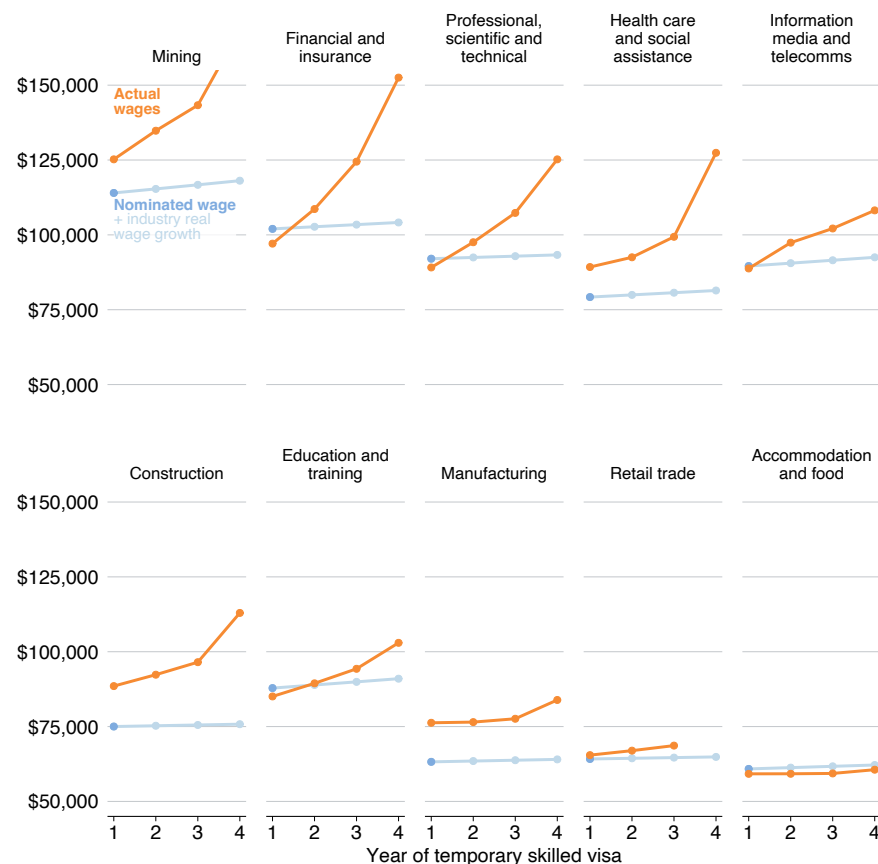 Mining
Financial and
insurance
Professional,
scientific and
technical
Health care
and social
assistance
Information
media and
telecomms
$150,000
$125,000
$100,000
$75,000
$50,000
Actual
wages
Nominated wage
+ industry real
wage growth
Construction
Education and
training
Manufacturing
Retail trade
Accommodation
and food
$150,000
$125,000
$100,000
$75,000
$50,000
1 2 3 4 1 2 3 4 1 2 3 4 1 2 3 4 1 2 3 4
Year of temporary skilled visa